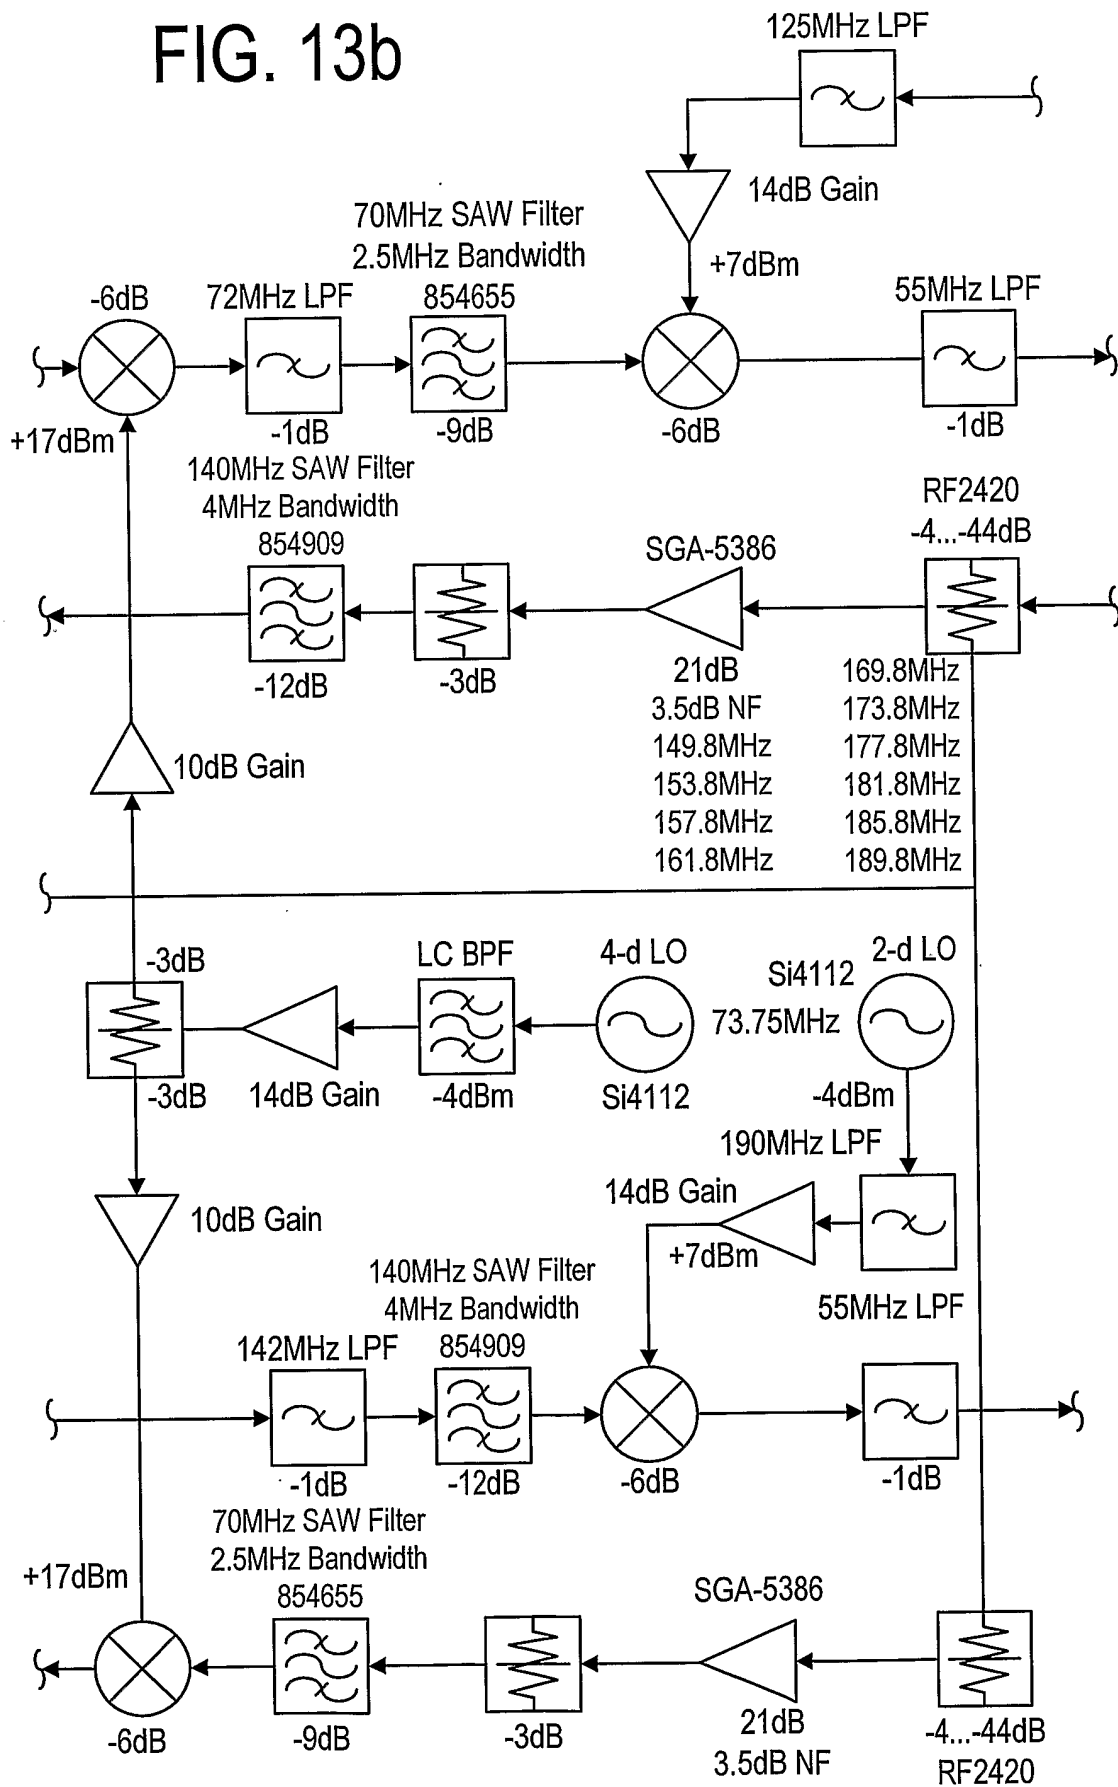 FIG. 13b
125MHz LPF
14dB Gain
+7dBm
70MHz SAW Filter
2.5MHz Bandwidth
854655
-6dB
72MHz LPF
55MHz LPF
+17dBm
-1dB
-9dB
-6dB
-1dB
140MHz SAW Filter
4MHz Bandwidth
854909
RF2420
-4...-44dB
SGA-5386
-12dB
-3dB
21dB
3.5dB NF
149.8MHz
153.8MHz
157.8MHz
161.8MHz
169.8MHz
173.8MHz
177.8MHz
181.8MHz
185.8MHz
189.8MHz
10dB Gain
-3dB
LC BPF
4-d LO
2-d LO
Si4112
73.75MHz
-3dB
14dB Gain
-4dBm
Si4112
-4dBm
190MHz LPF
14dB Gain
+7dBm
10dB Gain
140MHz SAW Filter
4MHz Bandwidth
854909
142MHz LPF
55MHz LPF
-1dB
-12dB
-6dB
-1dB
70MHz SAW Filter
2.5MHz Bandwidth
854655
+17dBm
SGA-5386
-6dB
-9dB
-3dB
21dB
3.5dB NF
-4...-44dB
RF2420